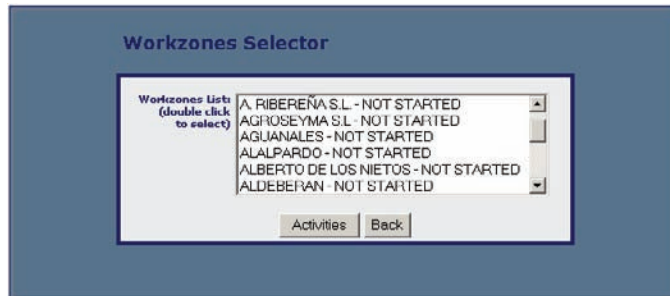 Workzones Selector
Workzones List:
(double click
to select)
A. RIBEREÑA S.L. - NOT STARTED
AGROSEYMA S.L - NOT STARTED
AGUANALES - NOT STARTED
ALALPARDO - NOT STARTED
ALBERTO DE LOS NIETOS - NOT STARTED
ALDEBERAN - NOT STARTED
Activities Back